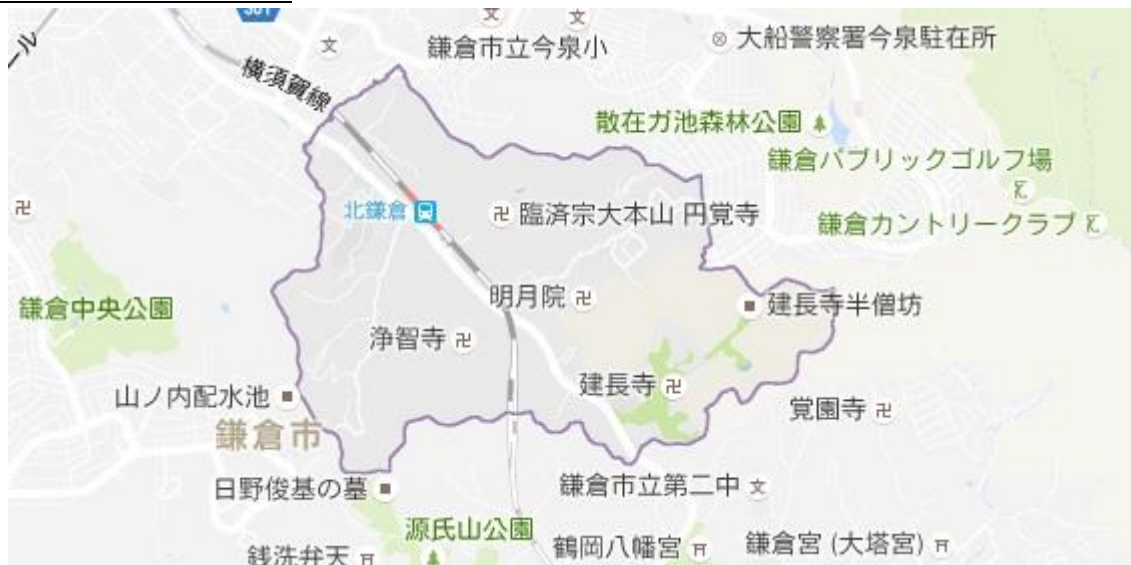 鎌倉市立今泉小
大船警察署今泉駐在所
横須賀線
散在ガ池森林公園
鎌倉パブリックゴルフ場
北鎌倉
臨済宗大本山 円覚寺
鎌倉カントリークラブ
明月院
建長寺半僧坊
鎌倉中央公園
浄智寺
建長寺
山ノ内配水池
覚園寺
鎌倉市
日野俊基の墓
鎌倉市立第二中
源氏山公園
鶴岡八幡宮
鎌倉宮 (大塔宮)
銭洗弁天